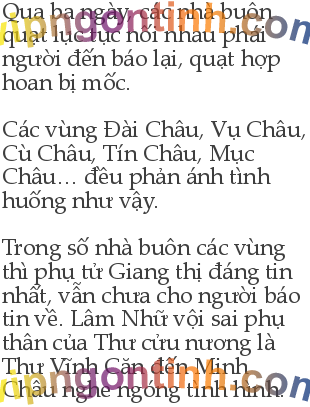 Qua ba ngày, các nhà buôn
quạt lục tục nối nhau phái
người đến báo lại, quạt hợp
hoan bị mốc.
Các vùng Đài Châu, Vụ Châu,
Cù Châu, Tín Châu, Mục
Châu… đều phản ánh tình
huống như vậy.
Trong số nhà buôn các vùng
thì phụ tử Giang thị đáng tin
nhất, vẫn chưa cho người báo
tin về. Lâm Nhữ vội sai phụ
thân của Thư cửu nương là
Thư Vĩnh Căn đến Minh
Châu nghe ngóng tình hình.